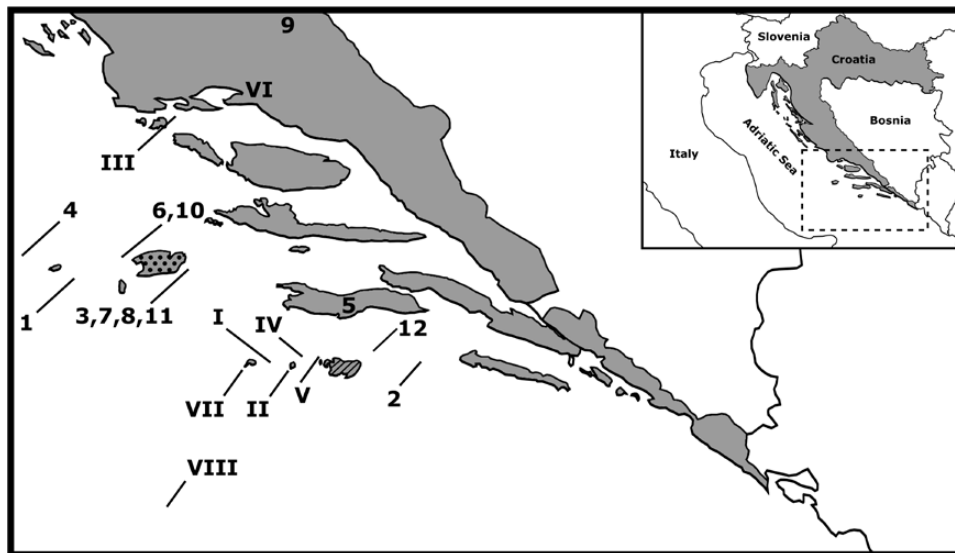 9
Slovenia
Croatia
VI
Bosnia
III
Italy
Adriatic Sea
4
6,10
1
3,7,8,11
I
IV
5
12
VII
II
V
2
VIII